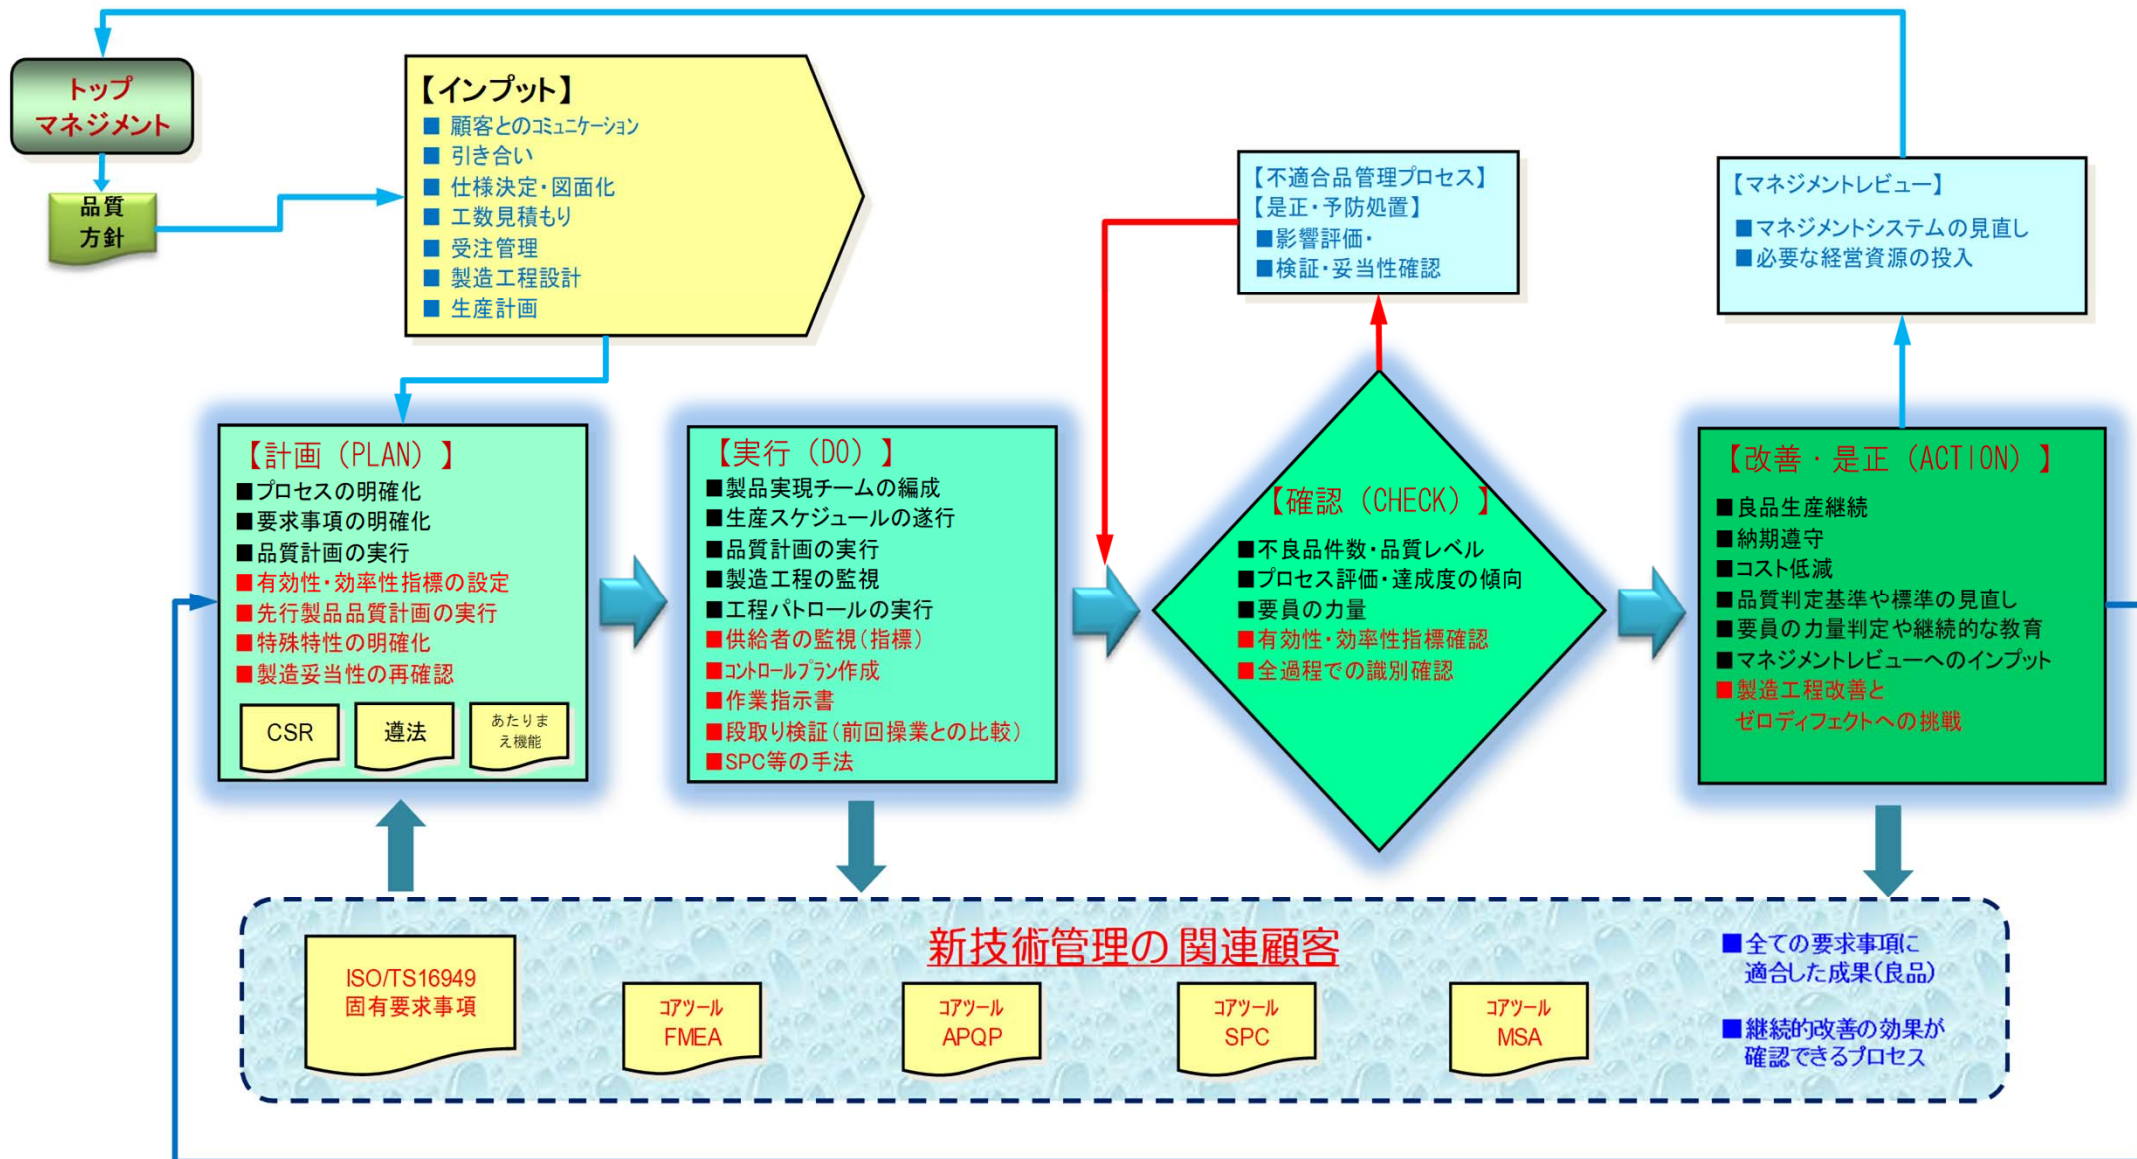 トップ
マネジメント
品質
方針
【インプット】
■ 顧客とのコミュニケーション
■ 引き合い
■ 仕様決定・図面化
■ 工数見積もり
■ 受注管理
■ 製造工程設計
■ 生産計画
【不適合品管理プロセス】
【是正・予防処置】
■影響評価・
■検証・妥当性確認
【マネジメントレビュー】
■マネジメントシステムの見直し
■必要な経営資源の投入
【計画（PLAN）】
■プロセスの明確化
■要求事項の明確化
■品質計画の実行
■有効性・効率性指標の設定
■先行製品品質計画の実行
■特殊特性の明確化
■製造妥当性の再確認
CSR
遵法
あたりま
え機能
【実行（DO）】
■製品実現チームの編成
■生産スケジュールの遂行
■品質計画の実行
■製造工程の監視
■工程パトロールの実行
■供給者の監視（指標）
■コントロールプラン作成
■作業指示書
■段取り検証（前回操業との比較）
■SPC等の手法
【確認（CHECK）】
■不良品件数・品質レベル
■プロセス評価・達成度の傾向
■要員の力量
■有効性・効率性指標確認
■全過程での識別確認
【改善・是正（ACTION）】
■良品生産継続
■納期遵守
■コスト低減
■品質判定基準や標準の見直し
■要員の力量判定や継続的な教育
■マネジメントレビューへのインプット
■製造工程改善と
ゼロディフェクトへの挑戦
新技術管理の関連顧客
ISO/TS16949
固有要求事項
コアツール
FMEA
コアツール
APQP
コアツール
SPC
コアツール
MSA
■全ての要求事項に
適合した成果（良品）
■継続的改善の効果が
確認できるプロセス